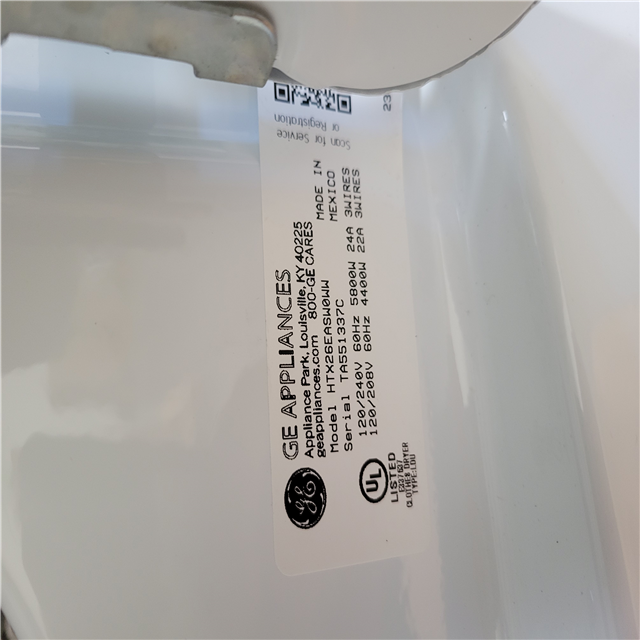 GE APPLIANCES
Appliance Park, Louisville, KY 40225
geappliances.com 800-GE CARES
Model HTX26EASW0WW
MADE IN
MEXICO
Serial TA551337C
120/240V 60Hz 5800W 24A 3WIRES
120/208V 60Hz 4400W 22A 3WIRES
GE
UL
LISTED
CLOTHES DRYER
Scan for Service
or Registration
23